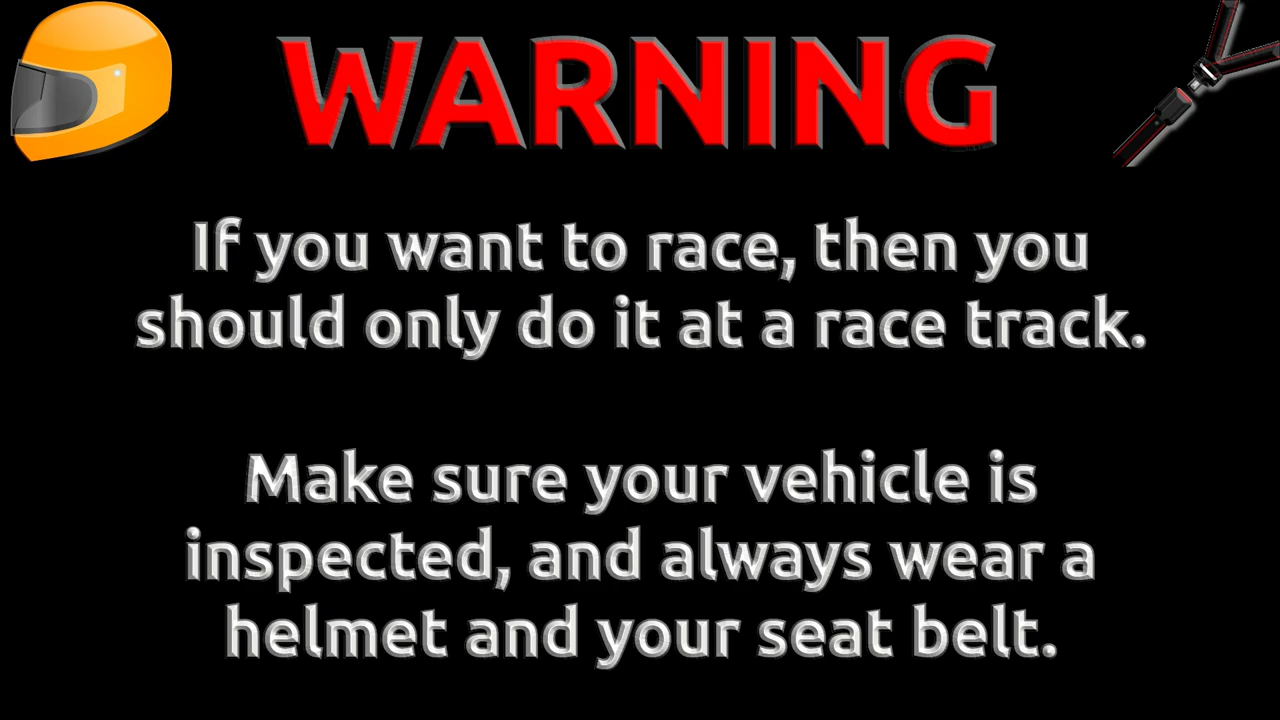 WARNING
If you want to race, then you
should only do it at a race track.
Make sure your vehicle is
inspected, and always wear a
helmet and your seat belt.